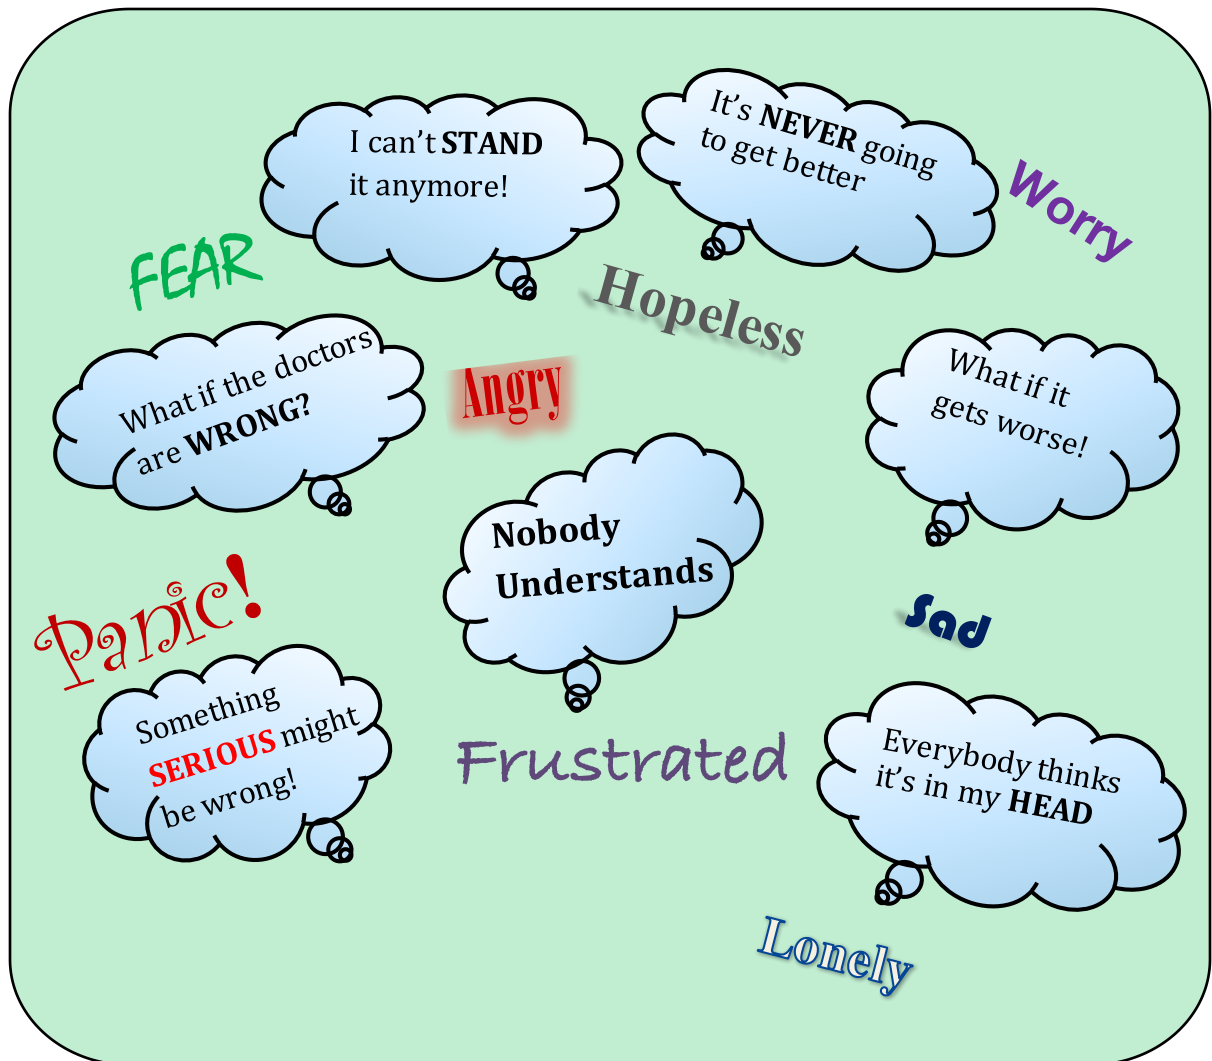 I can’t STAND
it anymore!
It’s NEVER going
to get better
Worry
FEAR
Hopeless
What if the doctors
are WRONG?
Angry
What if it
gets worse!
Nobody
Understands
Panic!
Sad
Something
SERIOUS might
be wrong!
Frustrated
Everybody thinks
it’s in my HEAD
Lonely